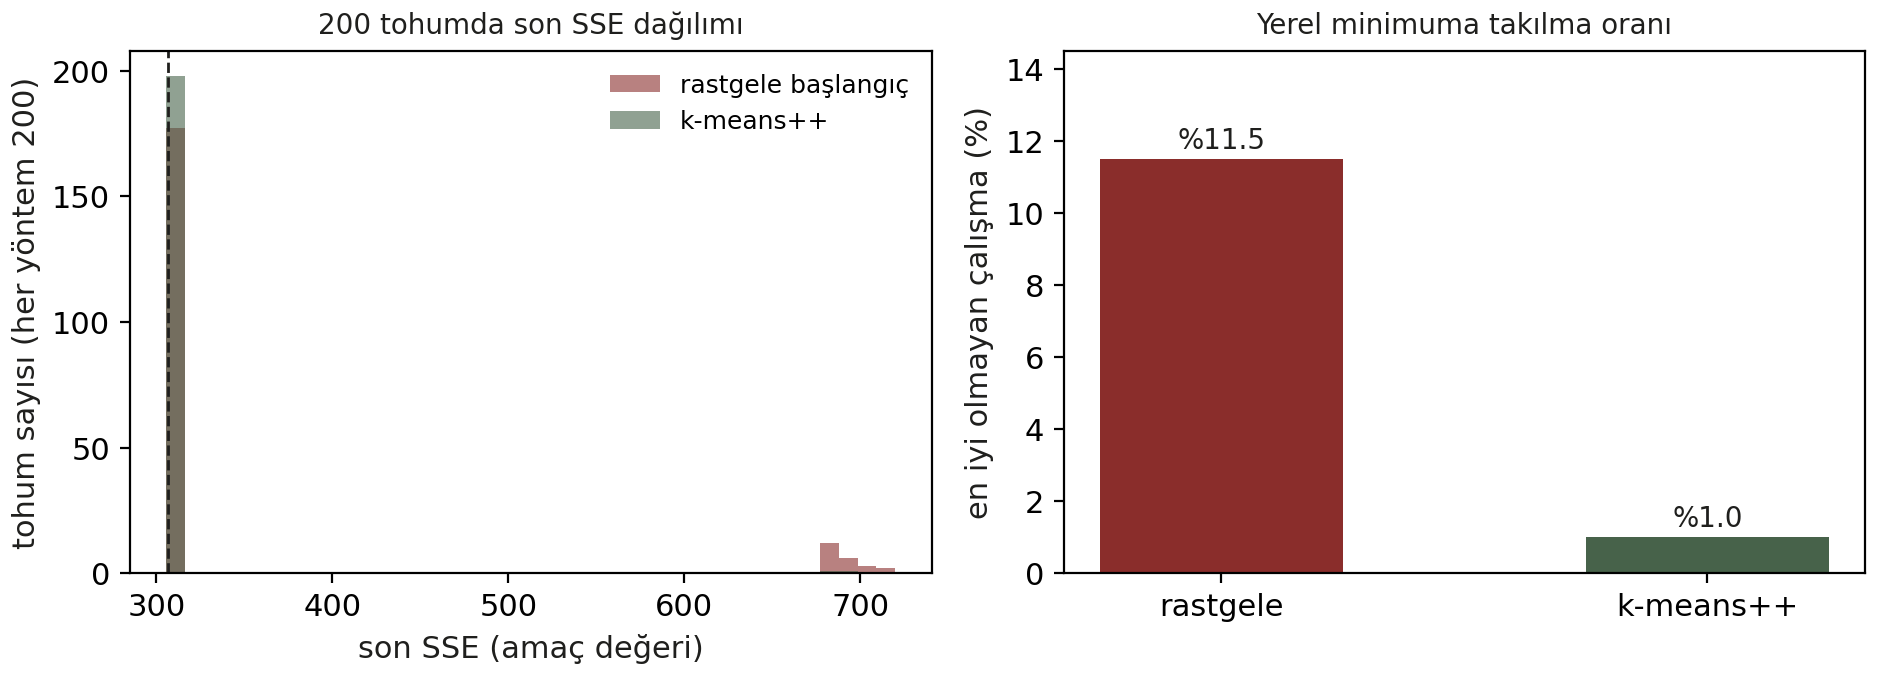 200 tohumda son SSE dağılımı
tohum sayısı (her yöntem 200)
200
150
100
50
0
rastgele başlangıç
k-means++
300 400 500 600 700
son SSE (amaç değeri)
Yerel minimuma takılma oranı
en iyi olmayan çalışma (%)
14
12
10
8
6
4
2
0
%11.5
%1.0
rastgele k-means++